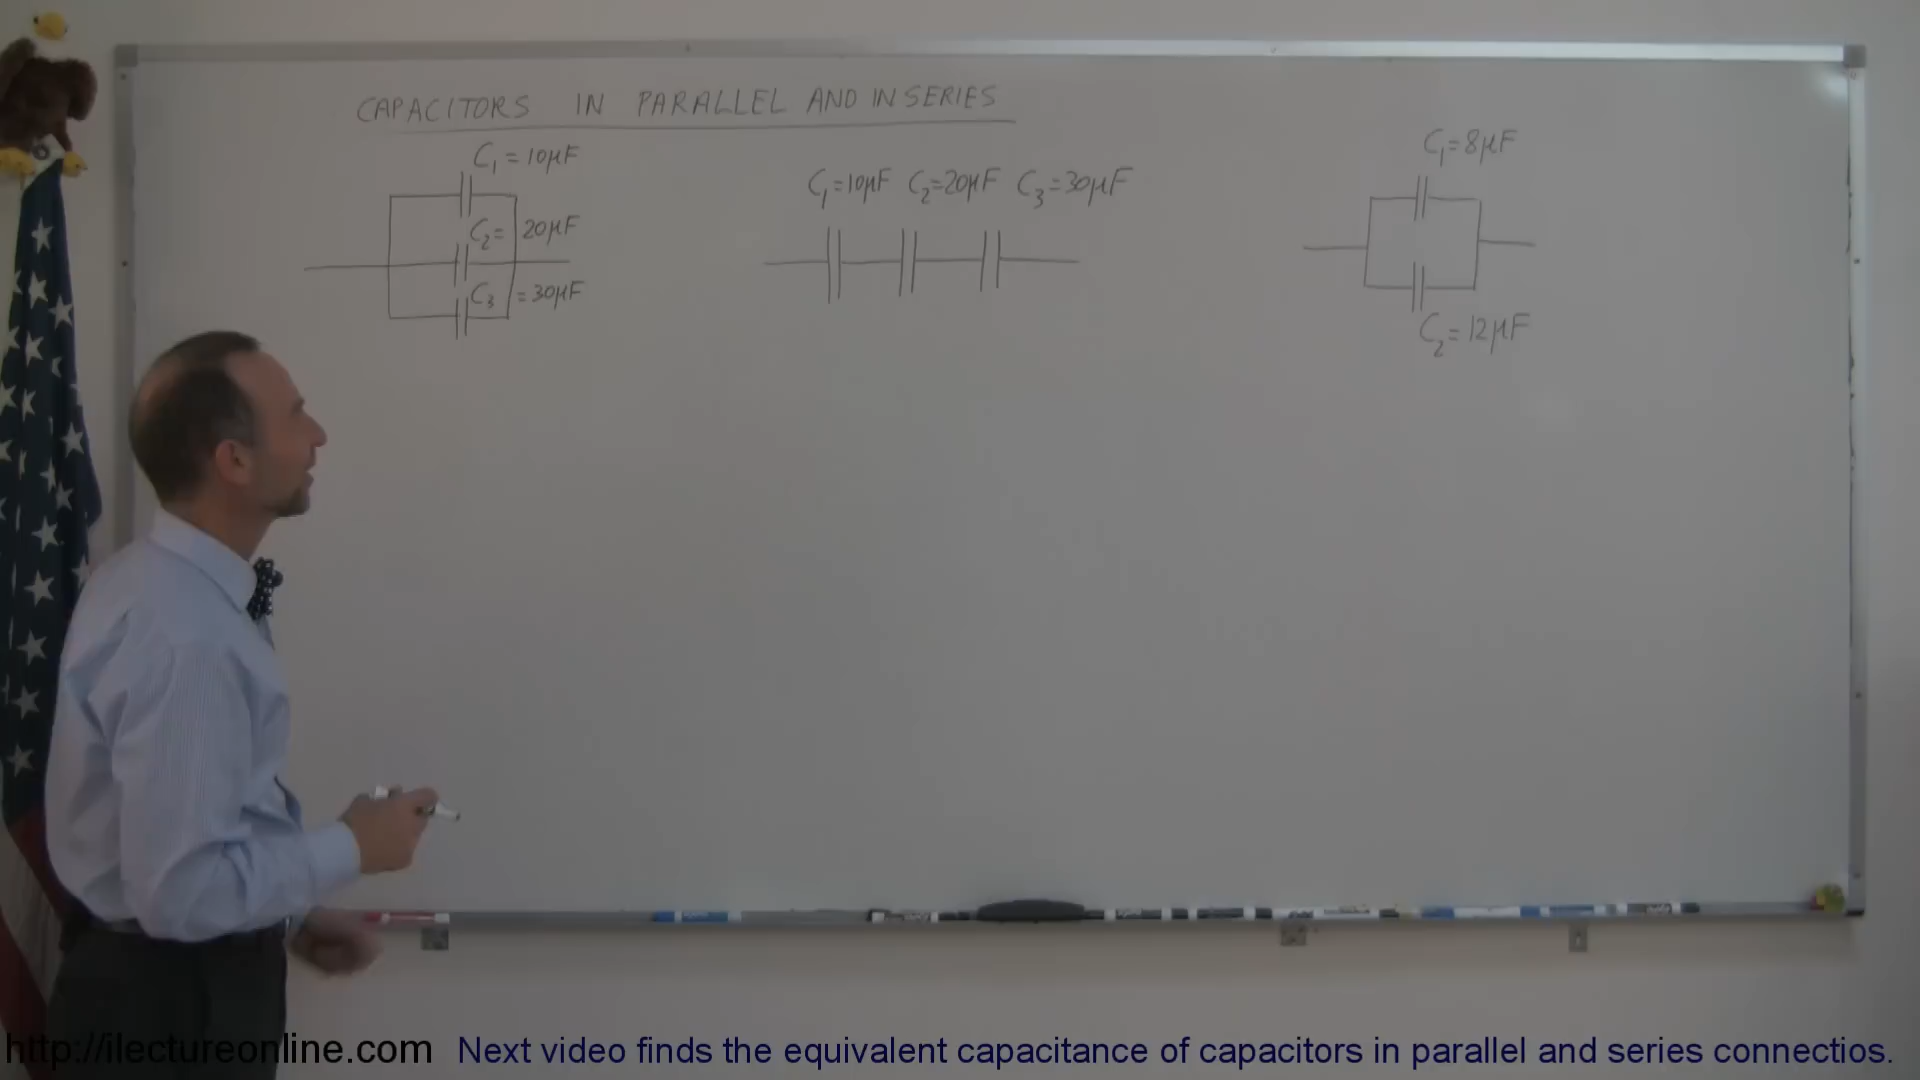 CAPACITORS IN PARALLEL AND IN SERIES
C1 = 10μF
C2 = 20μF
C3 = 30μF
C1=10μF C2=20μF C3=30μF
C1=8μF
C2=12μF
http://ilectureonline.com Next video finds the equivalent capacitance of capacitors in parallel and series connectios.